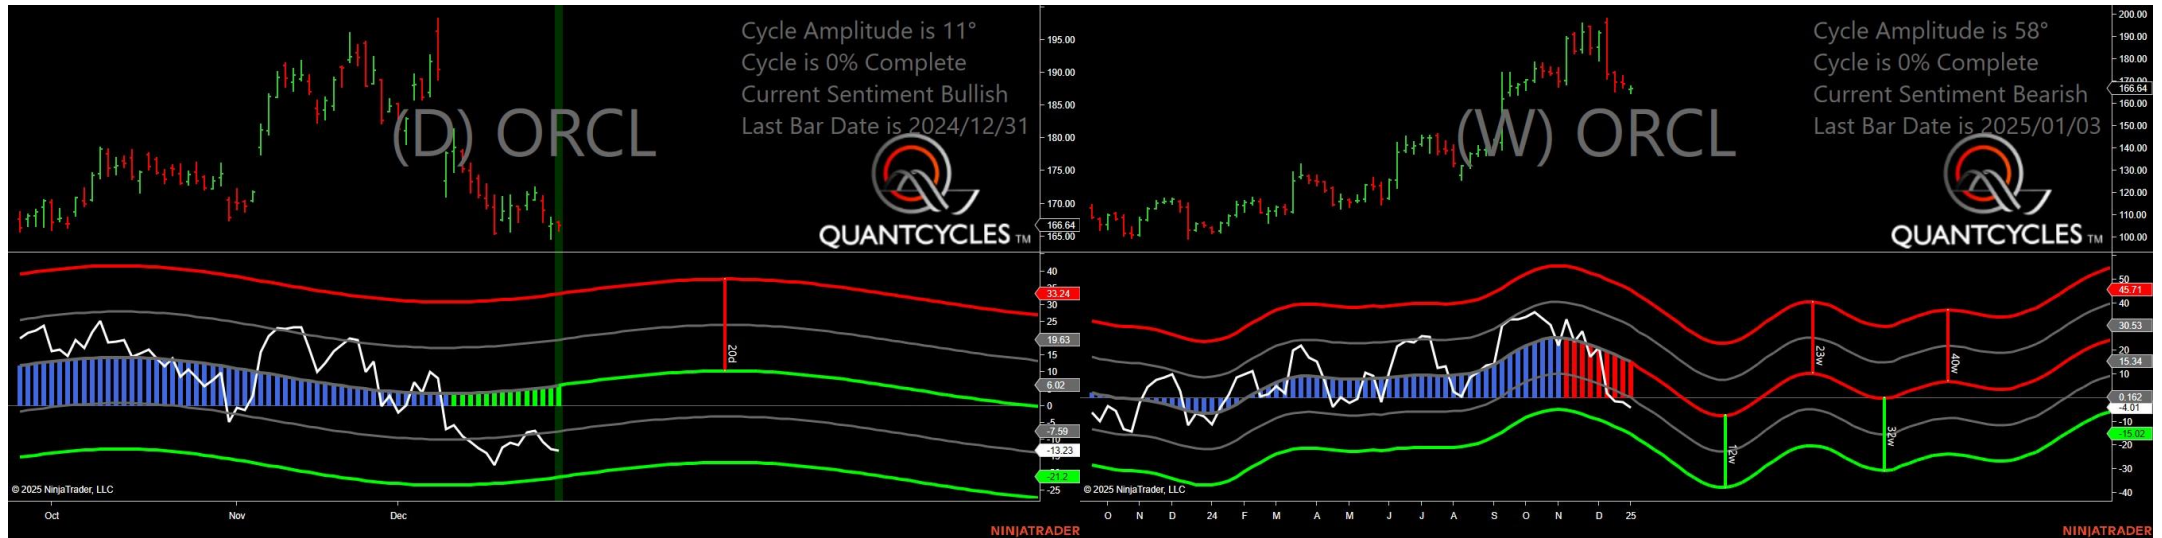 Cycle Amplitude is 11°
Cycle is 0% Complete
Current Sentiment Bullish
Last Bar Date is 2024/12/31
(D) ORCL
QUANTCYCLES TM
195.00
190.00
185.00
180.00
175.00
170.00
166.64
165.00
40
33.24
30
25
19.63
15
10
6.02
0
-5
-7.59
-10
-13.23
-21.2
-25
20d
© 2025 NinjaTrader, LLC
Oct Nov Dec
NINJATRADER
Cycle Amplitude is 58°
Cycle is 0% Complete
Current Sentiment Bearish
Last Bar Date is 2025/01/03
(W) ORCL
QUANTCYCLES TM
200.00
190.00
180.00
170.00
166.64
160.00
150.00
140.00
130.00
120.00
110.00
100.00
50
45.71
40
30.53
20
15.34
10
0.162
-4.01
-10
-15.02
-20
-30
-40
12w
23w
32w
40w
© 2025 NinjaTrader, LLC
O N D 24 F M A M J J A S O N D 25
NINJATRADER